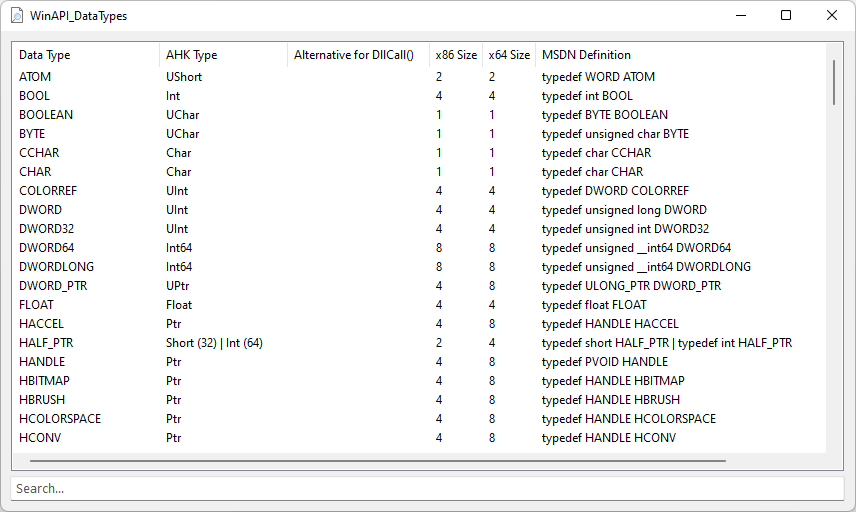 WinAPI_DataTypes
Data Type AHK Type Alternative for DllCall() x86 Size x64 Size MSDN Definition
ATOM UShort 2 2 typedef WORD ATOM
BOOL Int 4 4 typedef int BOOL
BOOLEAN UChar 1 1 typedef BYTE BOOLEAN
BYTE UChar 1 1 typedef unsigned char BYTE
CCHAR Char 1 1 typedef char CCHAR
CHAR Char 1 1 typedef char CHAR
COLORREF UInt 4 4 typedef DWORD COLORREF
DWORD UInt 4 4 typedef unsigned long DWORD
DWORD32 UInt 4 4 typedef unsigned int DWORD32
DWORD64 Int64 8 8 typedef unsigned __int64 DWORD64
DWORDLONG Int64 8 8 typedef unsigned __int64 DWORDLONG
DWORD_PTR UPtr 4 8 typedef ULONG_PTR DWORD_PTR
FLOAT Float 4 4 typedef float FLOAT
HACCEL Ptr 4 8 typedef HANDLE HACCEL
HALF_PTR Short (32) | Int (64) 2 4 typedef short HALF_PTR | typedef int HALF_PTR
HANDLE Ptr 4 8 typedef PVOID HANDLE
HBITMAP Ptr 4 8 typedef HANDLE HBITMAP
HBRUSH Ptr 4 8 typedef HANDLE HBRUSH
HCOLORSPACE Ptr 4 8 typedef HANDLE HCOLORSPACE
HCONV Ptr 4 8 typedef HANDLE HCONV
Search...